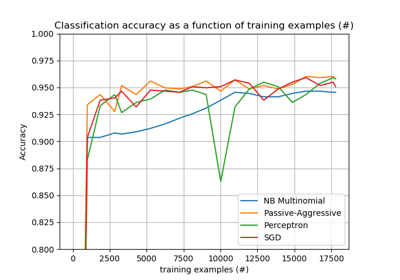 Classification accuracy as a function of training examples (#)
1.000
0.975
0.950
0.925
0.900
0.875
0.850
0.825
0.800
Accuracy
NB Multinomial
Passive-Aggressive
Perceptron
SGD
0 2500 5000 7500 10000 12500 15000 17500
training examples (#)